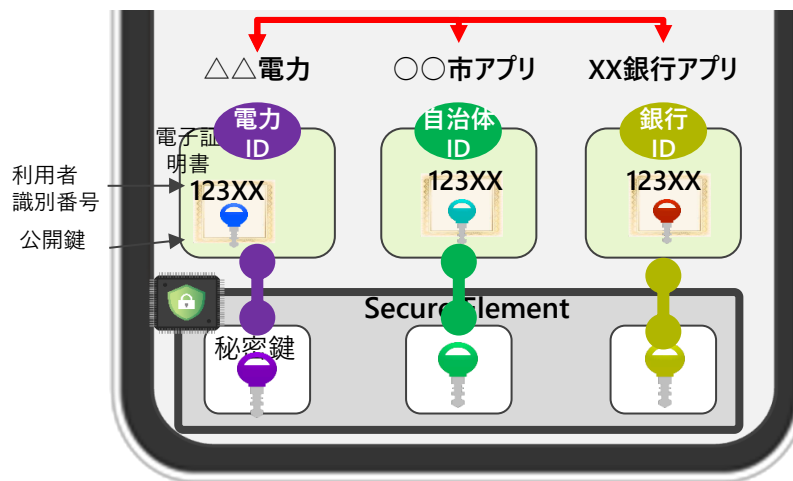 △△電力
○○市アプリ
XX銀行アプリ
電力
ID
自治体
ID
銀行
ID
電子証
明書
利用者
識別番号
123XX
123XX
123XX
公開鍵
Secure Element
秘密鍵